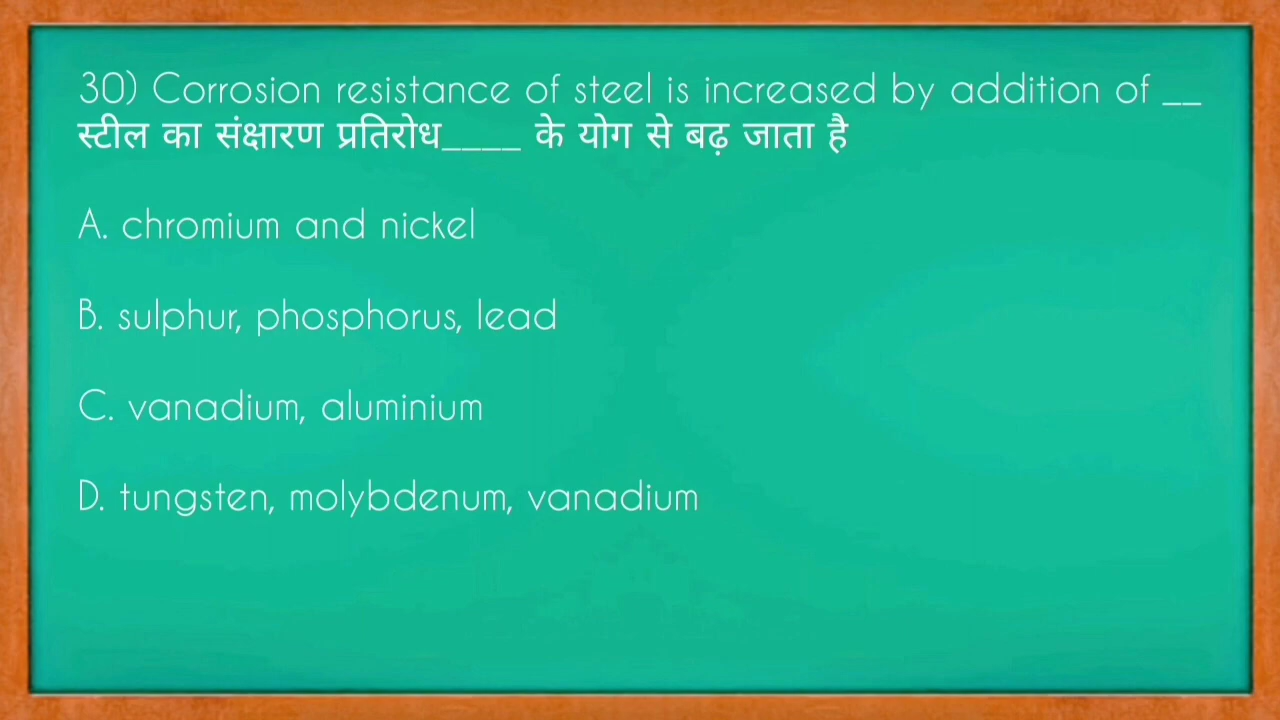 30) Corrosion resistance of steel is increased by addition of __
स्टील का संक्षारण प्रतिरोध____ के योग से बढ़ जाता है
A. chromium and nickel
B. sulphur, phosphorus, lead
C. vanadium, aluminium
D. tungsten, molybdenum, vanadium